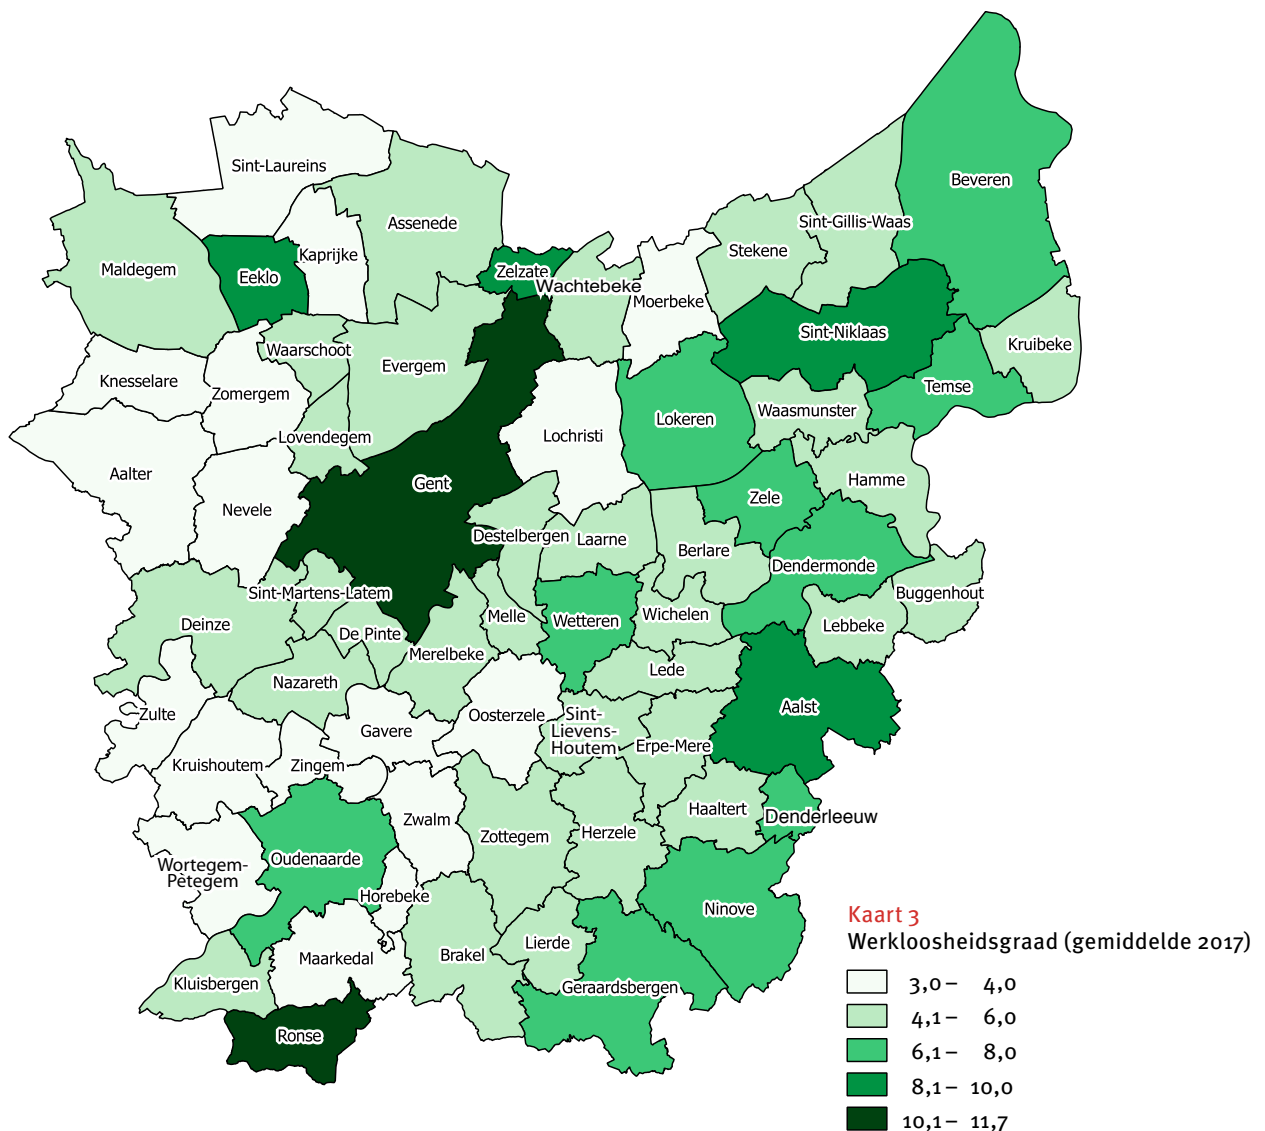 Sint-Laureins
Beveren
Assenede
Sint-Gillis-Waas
Stekene
Kaprijke
Maldegem
Eeklo
Zelzate
Wachtebeke
Moerbeke
Sint-Niklaas
Kruibeke
Waarschoot
Evergem
Knesselare
Zomergem
Temse
Waasmunster
Lokeren
Lochristi
Lovendegem
Aalter
Gent
Hamme
Zele
Nevele
Destelbergen
Laarne
Berlare
Dendermonde
Sint-Martens-Latem
Buggenhout
Melle
Wichelen
Wetteren
Deinze
Lebbeke
De Pinte
Merelbeke
Lede
Nazareth
Aalst
Zulte
Oosterzele
Sint-
Lievens-
Houtem
Gavere
Erpe-Mere
Kruishoutem
Zingem
Haaltert
Denderleeuw
Zwalm
Zottegem
Herzele
Oudenaarde
Wortegem-
Petegem
Horebeke
Ninove
Lierde
Brakel
Maarkedal
Kluisbergen
Geraardsbergen
Ronse
Kaart 3
Werkloosheidsgraad (gemiddelde 2017)
3,0 – 4,0
4,1 – 6,0
6,1 – 8,0
8,1 – 10,0
10,1 – 11,7